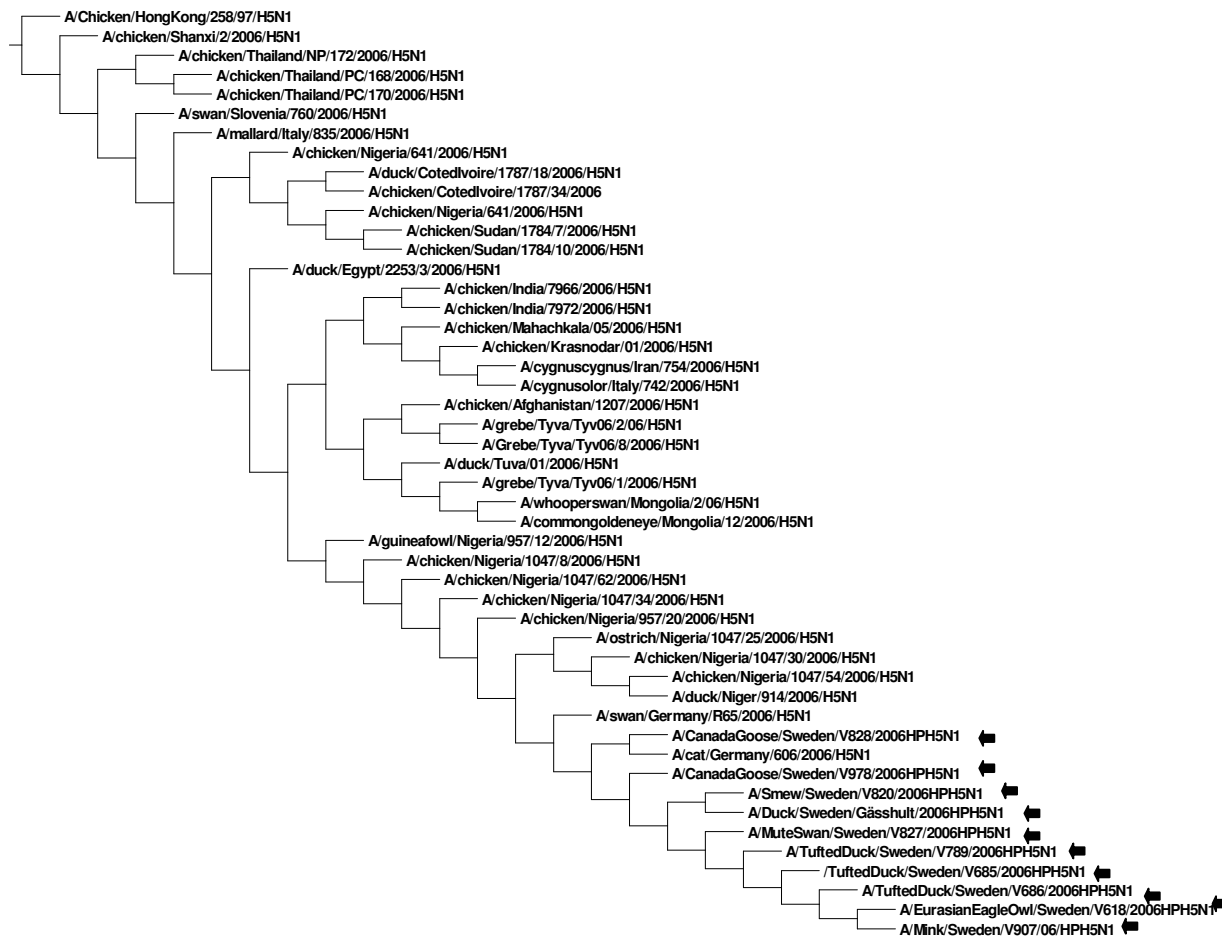 A/Chicken/HongKong/258/97/H5N1
A/chicken/Shanxi/2/2006/H5N1
A/chicken/Thailand/NP/172/2006/H5N1
A/chicken/Thailand/PC/168/2006/H5N1
A/chicken/Thailand/PC/170/2006/H5N1
A/swan/Slovenia/760/2006/H5N1
A/mallard/Italy/835/2006/H5N1
A/chicken/Nigeria/641/2006/H5N1
A/duck/CotedIvoire/1787/18/2006/H5N1
A/chicken/CotedIvoire/1787/34/2006
A/chicken/Nigeria/641/2006/H5N1
A/chicken/Sudan/1784/7/2006/H5N1
A/chicken/Sudan/1784/10/2006/H5N1
A/duck/Egypt/2253/3/2006/H5N1
A/chicken/India/7966/2006/H5N1
A/chicken/India/7972/2006/H5N1
A/chicken/Mahachkala/05/2006/H5N1
A/chicken/Krasnodar/01/2006/H5N1
A/cygnuscygnus/Iran/754/2006/H5N1
A/cygnusolor/Italy/742/2006/H5N1
A/chicken/Afghanistan/1207/2006/H5N1
A/grebe/Tyva/Tyv06/2/06/H5N1
A/Grebe/Tyva/Tyv06/8/2006/H5N1
A/duck/Tuva/01/2006/H5N1
A/grebe/Tyva/Tyv06/1/2006/H5N1
A/whooperswan/Mongolia/2/06/H5N1
A/commongoldeneye/Mongolia/12/2006/H5N1
A/guineafowl/Nigeria/957/12/2006/H5N1
A/chicken/Nigeria/1047/8/2006/H5N1
A/chicken/Nigeria/1047/62/2006/H5N1
A/chicken/Nigeria/1047/34/2006/H5N1
A/chicken/Nigeria/957/20/2006/H5N1
A/ostrich/Nigeria/1047/25/2006/H5N1
A/chicken/Nigeria/1047/30/2006/H5N1
A/chicken/Nigeria/1047/54/2006/H5N1
A/duck/Niger/914/2006/H5N1
A/swan/Germany/R65/2006/H5N1
A/CanadaGoose/Sweden/V828/2006HPH5N1
A/cat/Germany/606/2006/H5N1
A/CanadaGoose/Sweden/V978/2006HPH5N1
A/Smew/Sweden/V820/2006HPH5N1
A/Duck/Sweden/Gässhult/2006HPH5N1
A/MuteSwan/Sweden/V827/2006HPH5N1
A/TuftedDuck/Sweden/V789/2006HPH5N1
/TuftedDuck/Sweden/V685/2006HPH5N1
A/TuftedDuck/Sweden/V686/2006HPH5N1
A/EurasianEagleOwl/Sweden/V618/2006HPH5N1
A/Mink/Sweden/V907/06/HPH5N1